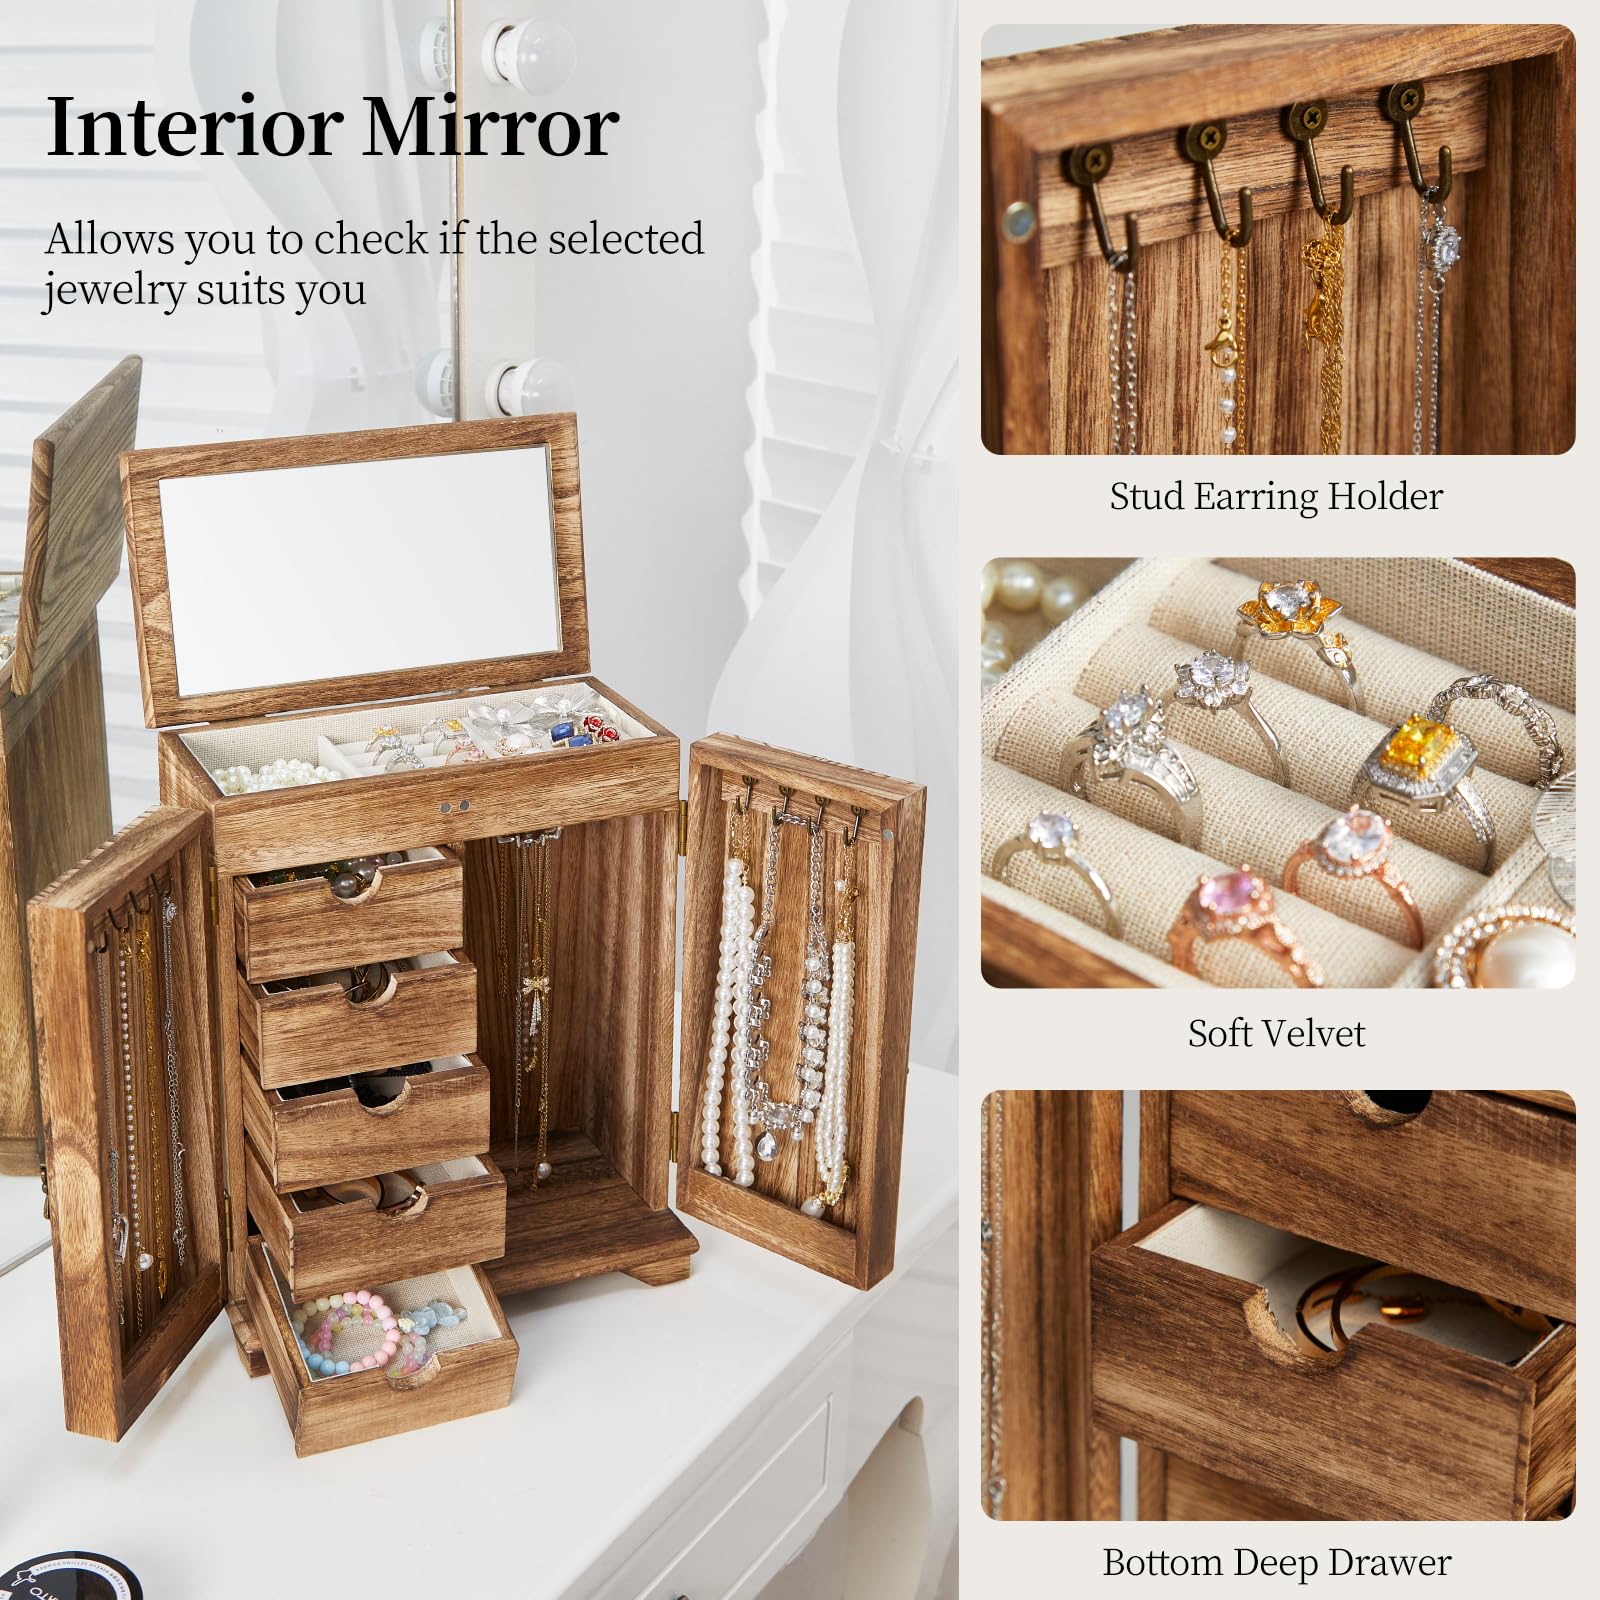 Interior Mirror
Allows you to check if the selected
jewelry suits you
Stud Earring Holder
Soft Velvet
Bottom Deep Drawer